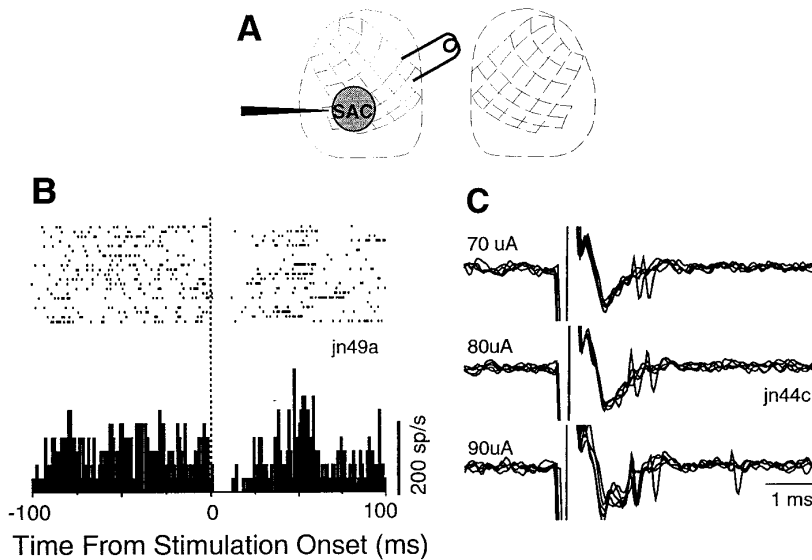 A
SAC
B
jn49a
200 sp/s
-100
0
100
Time From Stimulation Onset (ms)
C
70 uA
80uA
jn44c
90uA
1 ms